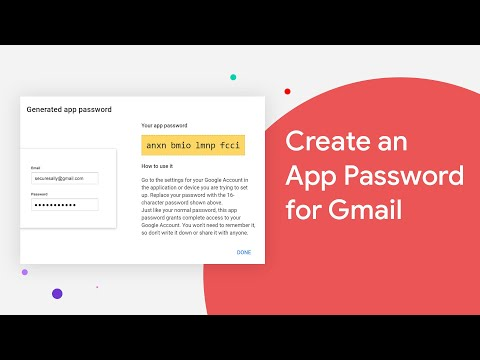 Generated app password
Your app password
anxn bmio lmnp fcci
Email
securesally@gmail.com
Password
How to use it
Go to the settings for your Google Account in
the application or device you are trying to
set up. Replace your password with the 16-
character password shown above.
Just like your normal password, this app
password grants complete access to your
Google Account. You won't need to remember it,
so don't write it down or share it with anyone.
DONE
Create an
App Password
for Gmail